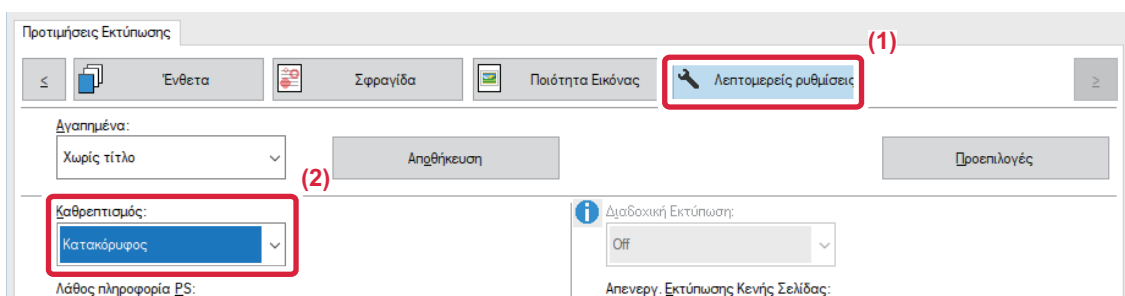 Προτιμήσεις Εκτύπωσης
(1)
< Ένθετα Σφραγίδα Ποιότητα Εικόνας Λεπτομερείς ρυθμίσεις >
Αγαπημένα:
Χωρίς τίτλο Αποθήκευση Προεπιλογές
(2)
Καθρεπτισμός: Διαδοχική Εκτύπωση:
Κατακόρυφος Off
Λάθος πληροφορία PS: Απενεργ. Εκτύπωσης Κενής Σελίδας: